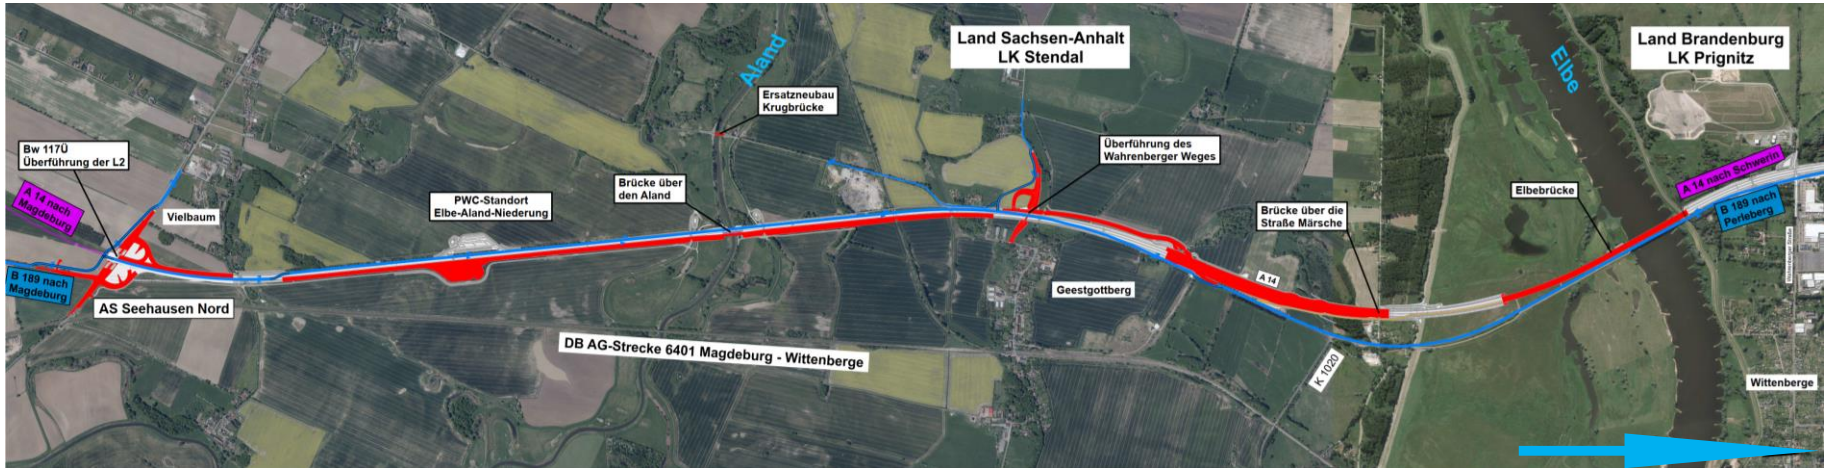 Bw 117Ü
Überführung der L2
A 14 nach
Magdeburg
Vielbaum
B 189 nach
Magdeburg
AS Seehausen Nord
PWC-Standort
Elbe-Aland-Niederung
Brücke über
den Aland
Aland
Ersatzneubau
Krugbrücke
DB AG-Strecke 6401 Magdeburg - Wittenberge
Land Sachsen-Anhalt
LK Stendal
Überführung des
Wahrenberger Weges
Geestgottberg
A 14
Brücke über die
Straße Märsche
K 1020
Elbe
Elbebrücke
Land Brandenburg
LK Prignitz
A 14 nach Schwerin
B 189 nach
Perleberg
Wittenberge